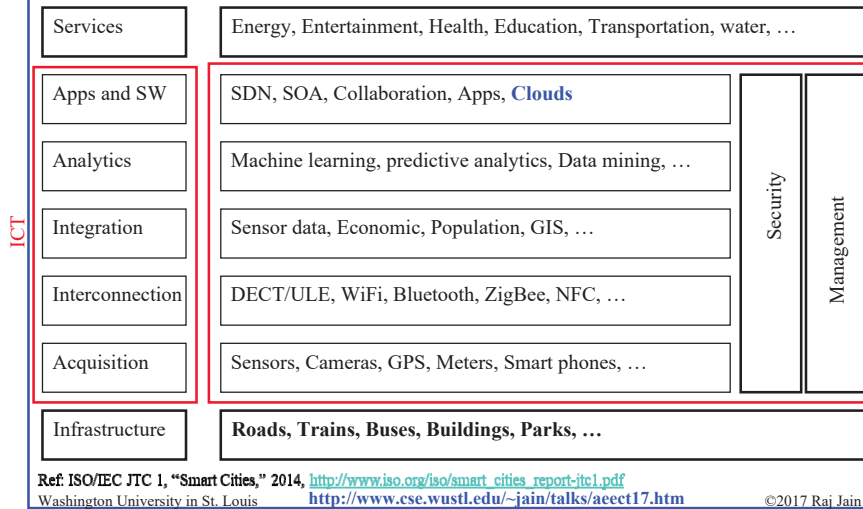 Services
Energy, Entertainment, Health, Education, Transportation, water, …
Apps and SW
SDN, SOA, Collaboration, Apps, Clouds
Analytics
Machine learning, predictive analytics, Data mining, …
Integration
Sensor data, Economic, Population, GIS, …
Interconnection
DECT/ULE, WiFi, Bluetooth, ZigBee, NFC, …
Acquisition
Sensors, Cameras, GPS, Meters, Smart phones, …
ICT
Security
Management
Infrastructure
Roads, Trains, Buses, Buildings, Parks, …
Ref: ISO/IEC JTC 1, “Smart Cities,” 2014, http://www.iso.org/iso/smart_cities_report-jtc1.pdf
Washington University in St. Louis http://www.cse.wustl.edu/~jain/talks/aeect17.htm ©2017 Raj Jain